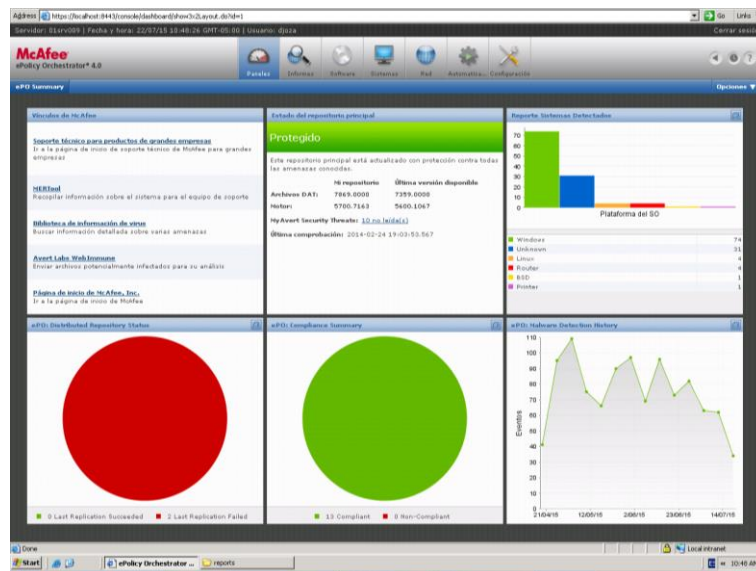 Address https://localhost:8443/console/dashboard/show3x2Layout.do?id=1 Go Links
Servidor: 01srv009 | Fecha y hora: 22/07/15 10:48:26 GMT-05:00 | Usuario: djoza
McAfee
ePolicy Orchestrator® 4.0
Paneles Informes Software Sistemas Red Automatiza... Configuración
ePO Summary Opciones
Vínculos de McAfee
Soporte técnico para productos de grandes empresas
Ir a la página de inicio de soporte técnico de McAfee para grandes
empresas
MERTool
Recopilar información sobre el sistema para el equipo de soporte
Biblioteca de información de virus
Buscar información detallada sobre varias amenazas
Avert Labs WebImmune
Enviar archivos potencialmente infectados para su análisis
Página de inicio de McAfee, Inc.
Ir a la página de inicio de McAfee
Estado del repositorio principal
Protegido
Este repositorio principal está actualizado con protección contra todas
las amenazas conocidas.
Mi repositorio Última versión disponible
Archivos DAT: 7869.0000 7359.0000
Motor: 5700.7163 5600.1067
MyAvert Security Threats: 10 no leída(s)
Última comprobación: 2014-02-24 19:03:53.567
Reporte Sistemas Detectados
70
60
50
40
30
20
10
0
Plataforma del SO
Windows 74
Unknown 31
Linux 4
Router 4
BSD 1
Printer 1
ePO: Distributed Repository Status
0 Last Replication Succeeded 2 Last Replication Failed
ePO: Compliance Summary
13 Compliant 0 Non-Compliant
ePO: Malware Detection History
110
100
90
80
70
60
50
40
30
20
10
0
Eventos
21/04/15 12/05/15 2/06/15 23/06/15 14/07/15
Done Local intranet
Start ePolicy Orchestrator ... reports